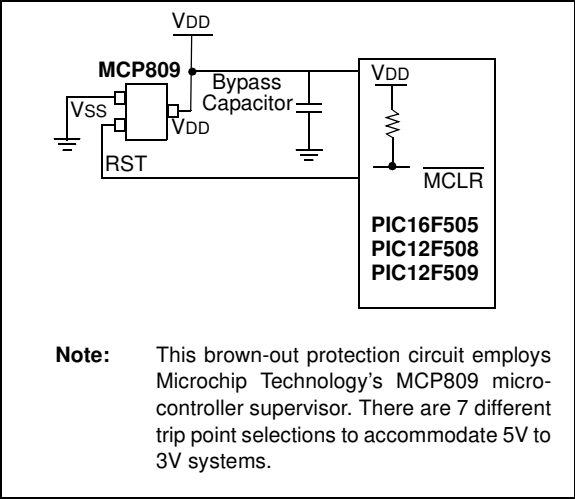 VDD
MCP809
Bypass
Capacitor
VDD
VSS
VDD
RST
MCLR
PIC16F505
PIC12F508
PIC12F509
Note: This brown-out protection circuit employs
Microchip Technology's MCP809 micro-
controller supervisor. There are 7 different
trip point selections to accommodate 5V to
3V systems.